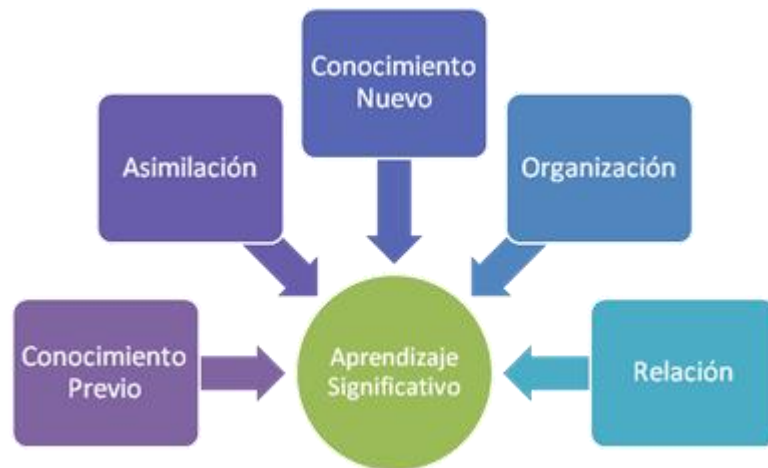 Conocimiento
Nuevo
Asimilación
Organización
Conocimiento
Previo
Aprendizaje
Significativo
Relación